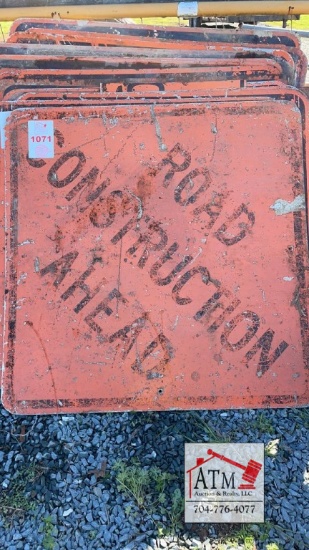 1071
ROAD
CONSTRUCTION
AHEAD
ATM
Auction & Realty, LLC
704-776-4077